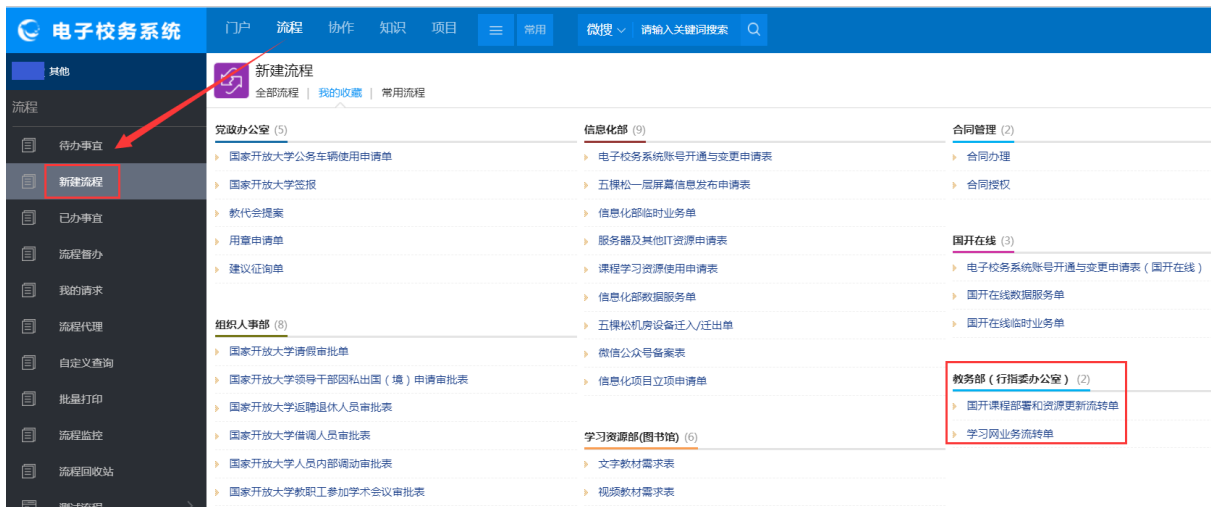 电子校务系统
门户 流程 协作 知识 项目 常用 微搜 请输入关键词搜索
其他
流程
待办事宜
新建流程
已办事宜
流程督办
我的请求
流程代理
自定义查询
批量打印
流程监控
流程回收站
测试流程
新建流程
全部流程 | 我的收藏 | 常用流程
党政办公室 (5)
国家开放大学公务车辆使用申请单
国家开放大学签报
教代会提案
用章申请单
建议征询单
组织人事部 (8)
国家开放大学请假审批单
国家开放大学领导干部因私出国（境）申请审批表
国家开放大学返聘退休人员审批表
国家开放大学借调人员审批表
国家开放大学人员内部调动审批表
国家开放大学教职工参加学术会议审批表
信息化部 (9)
电子校务系统账号开通与变更申请表
五棵松一层屏幕信息发布申请表
信息化部临时业务单
服务器及其他IT资源申请表
课程学习资源使用申请表
信息化部数据服务单
五棵松机房设备迁入/迁出单
微信公众号备案表
信息化项目立项申请单
学习资源部(图书馆) (6)
文字教材需求表
视频教材需求表
合同管理 (2)
合同办理
合同授权
国开在线 (3)
电子校务系统账号开通与变更申请表（国开在线）
国开在线数据服务单
国开在线临时业务单
教务部（行指委办公室） (2)
国开课程部署和资源更新流转单
学习网业务流转单